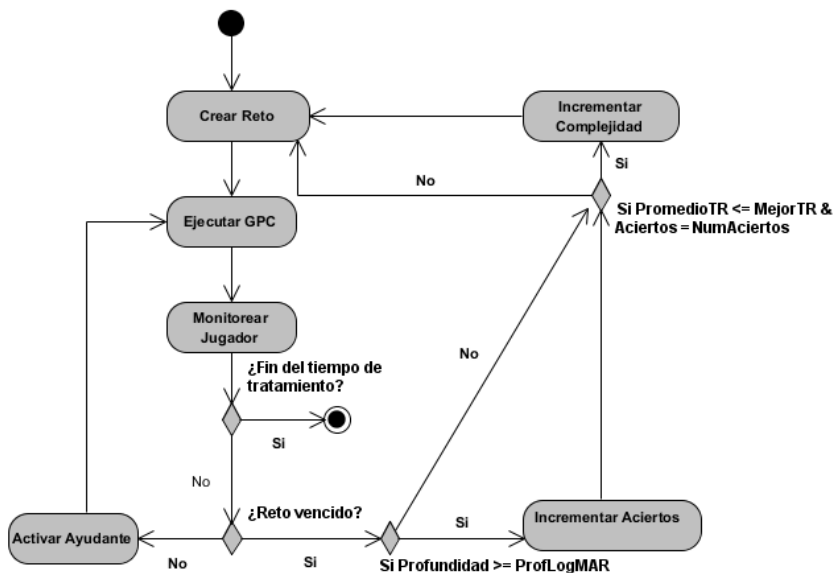 Crear Reto
Incrementar
Complejidad
Si
No
Si PromedioTR <= MejorTR &
Aciertos = NumAciertos
Ejecutar GPC
Monitorear
Jugador
¿Fin del tiempo de
tratamiento?
No
Si
No
¿Reto vencido?
Si
Incrementar Aciertos
Activar Ayudante
No
Si
Si Profundidad >= ProfLogMAR